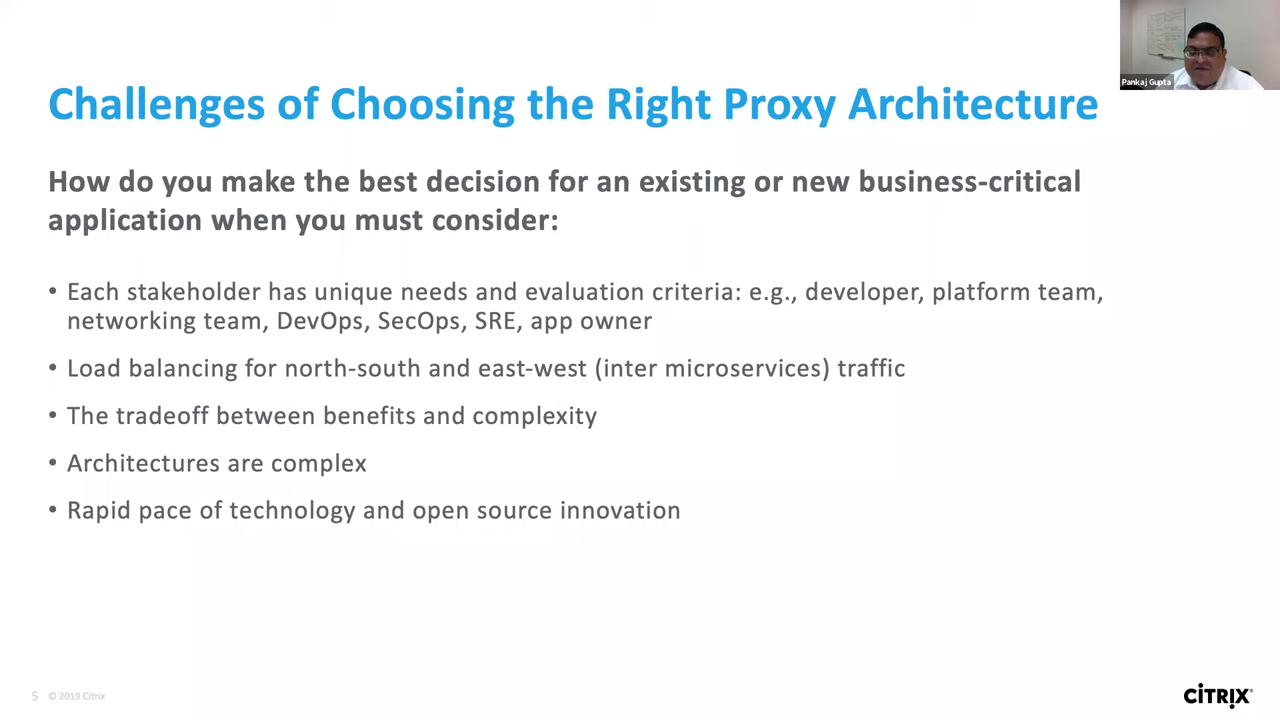 Pankaj Gupta
Challenges of Choosing the Right Proxy Architecture
How do you make the best decision for an existing or new business-critical
application when you must consider:
• Each stakeholder has unique needs and evaluation criteria: e.g., developer, platform team,
networking team, DevOps, SecOps, SRE, app owner
• Load balancing for north-south and east-west (inter microservices) traffic
• The tradeoff between benefits and complexity
• Architectures are complex
• Rapid pace of technology and open source innovation
5 © 2019 Citrix
CITRIX®